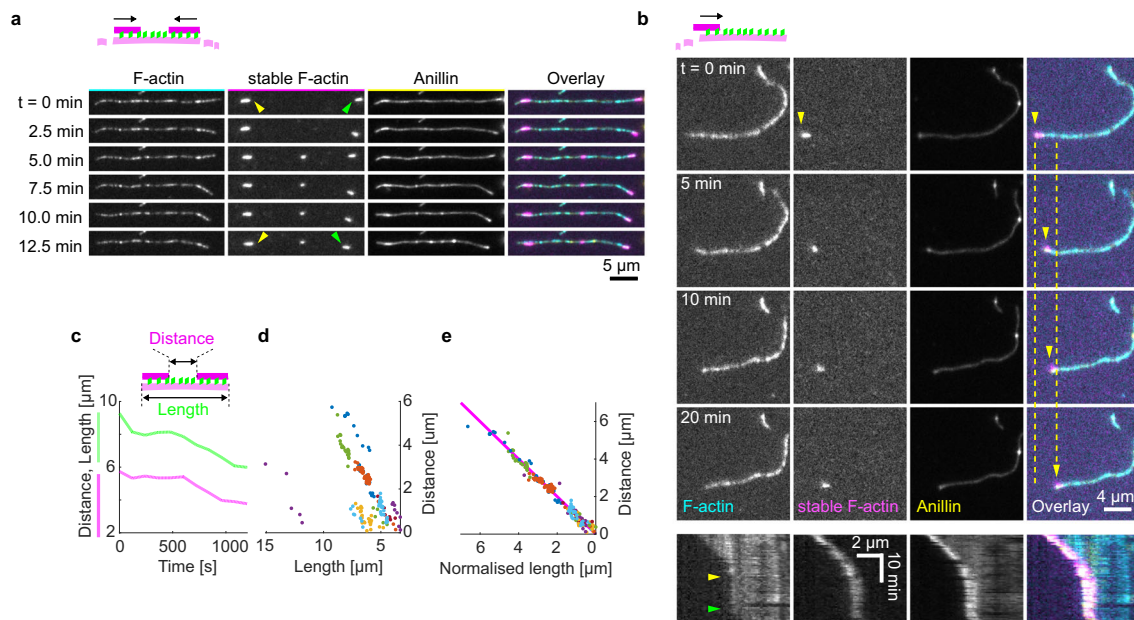 a
F-actin stable F-actin Anillin Overlay
t = 0 min
2.5 min
5.0 min
7.5 min
10.0 min
12.5 min
5 µm
b
t = 0 min
5 min
10 min
20 min
F-actin stable F-actin Anillin Overlay
4 µm
2 µm
10 min
c
Distance
Length
Distance, Length [µm]
10
6
2
0 500 1000
Time [s]
d
6
4
2
0
Distance [µm]
15 10 5
Length [µm]
e
6
4
2
0
Distance [µm]
6 4 2 0
Normalised length [µm]